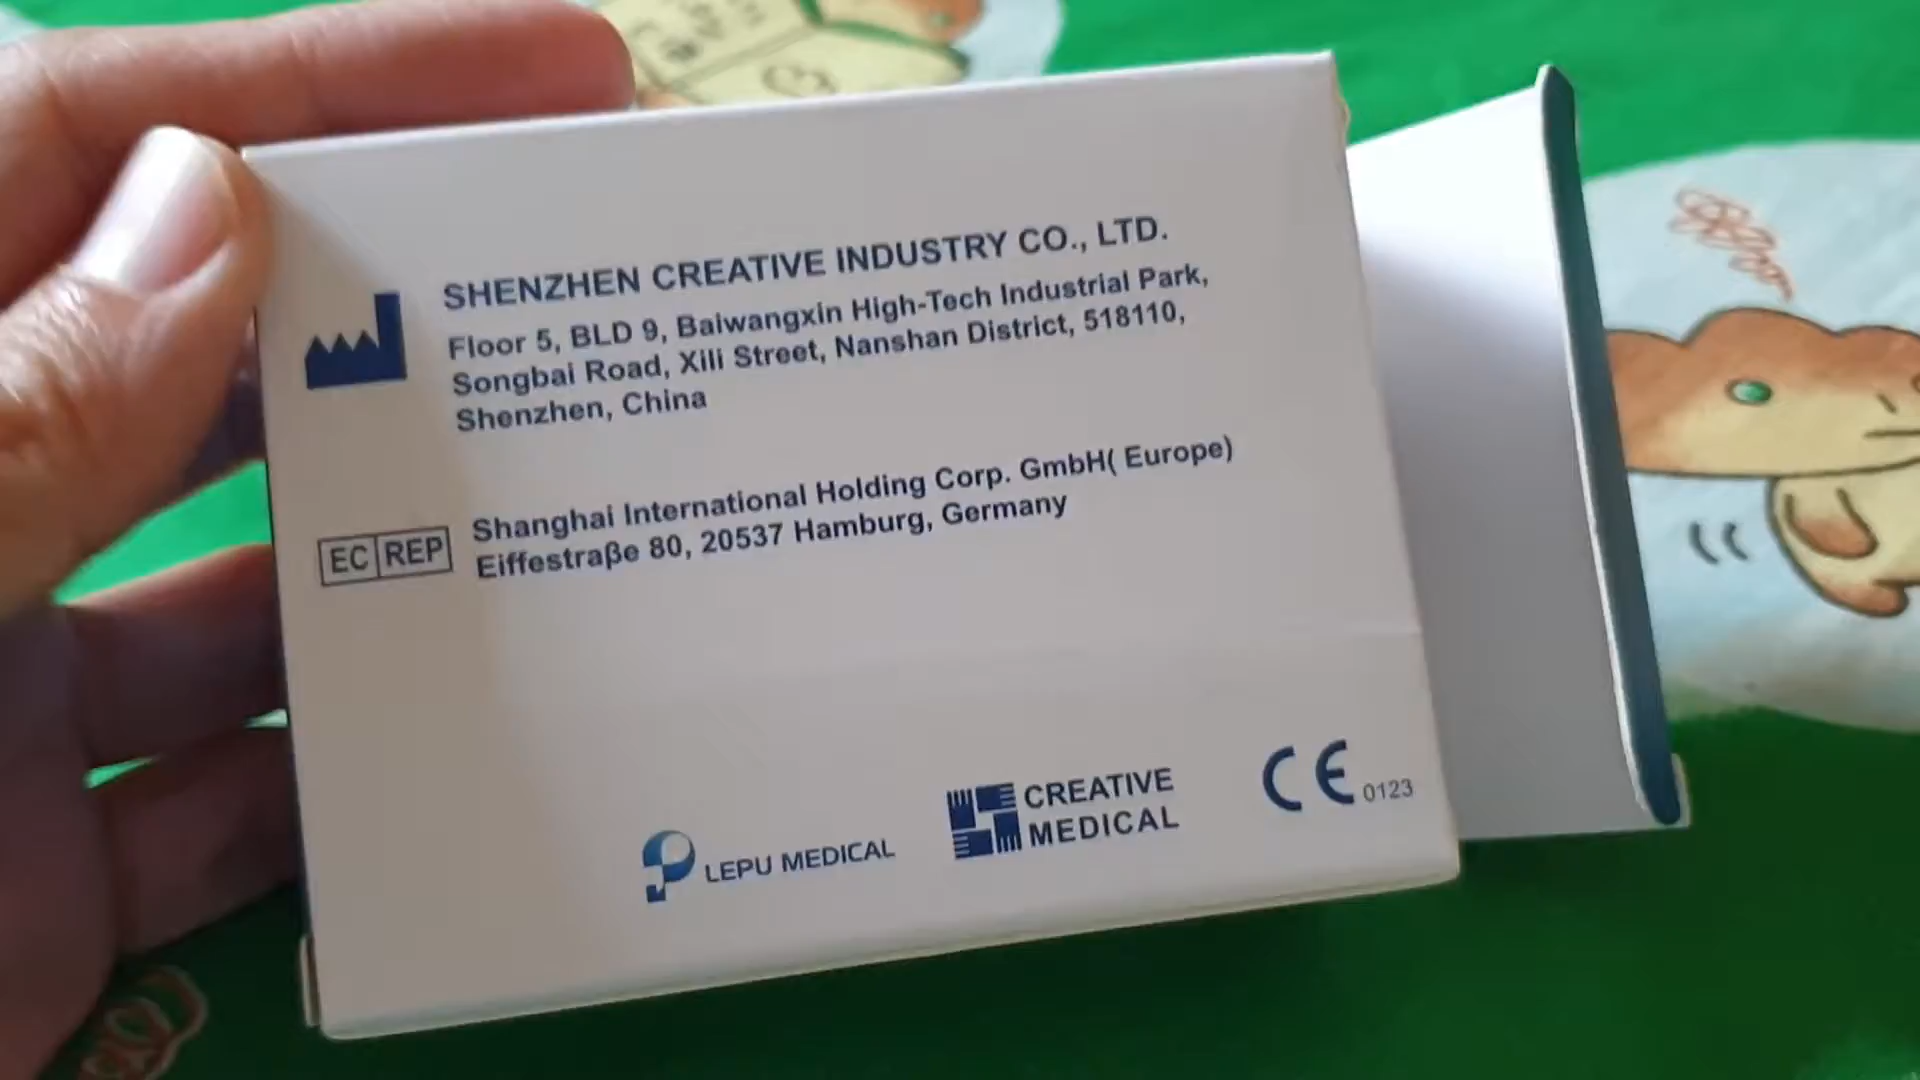 SHENZHEN CREATIVE INDUSTRY CO., LTD.
Floor 5, BLD 9, Baiwangxin High-Tech Industrial Park,
Songbai Road, Xili Street, Nanshan District, 518110,
Shenzhen, China
EC REP
Shanghai International Holding Corp. GmbH( Europe)
Eiffestraβe 80, 20537 Hamburg, Germany
LEPU MEDICAL
CREATIVE
MEDICAL
CE 0123